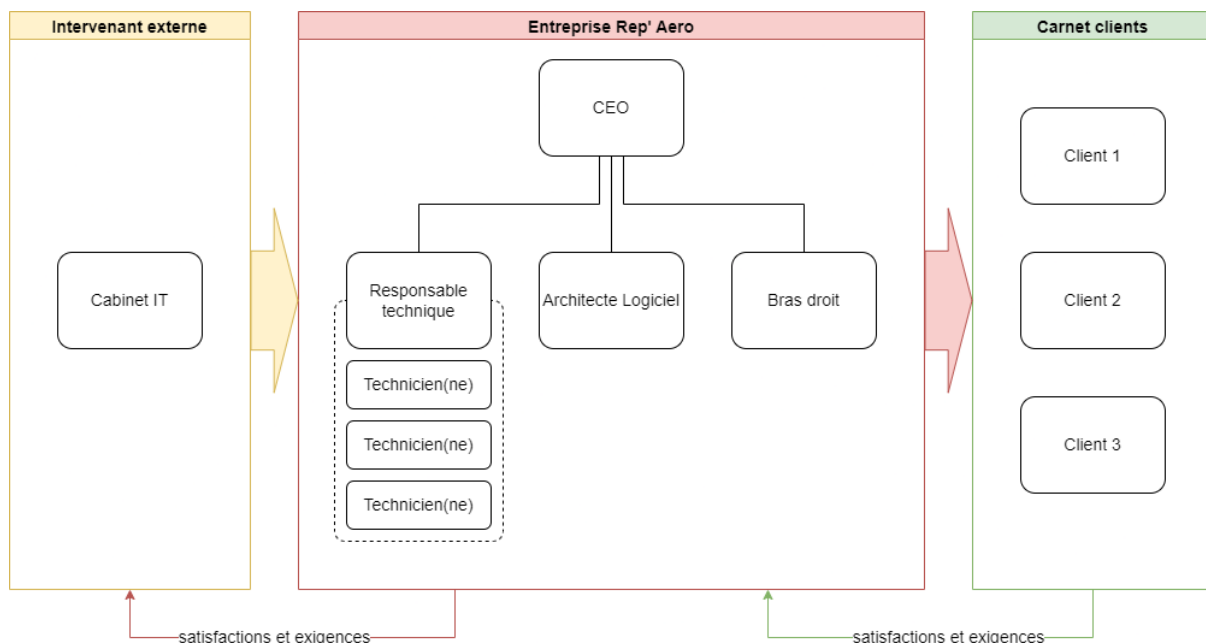 Intervenant externe
Entreprise Rep' Aero
Carnet clients
CEO
Client 1
Cabinet IT
Responsable
technique
Architecte Logiciel
Bras droit
Client 2
Technicien(ne)
Technicien(ne)
Technicien(ne)
Client 3
satisfactions et exigences
satisfactions et exigences